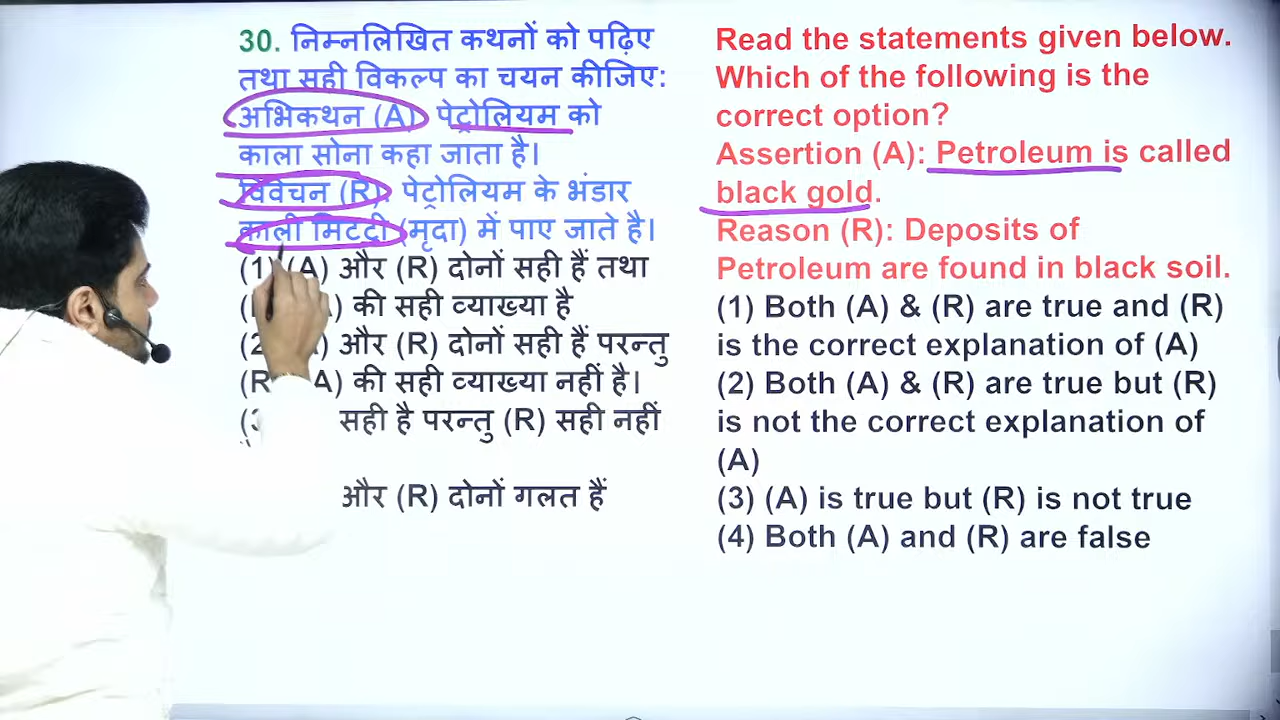 30. निम्नलिखित कथनों को पढ़िए
तथा सही विकल्प का चयन कीजिए:
अभिकथन (A) पेट्रोलियम को
काला सोना कहा जाता है।
विवेचन (R): पेट्रोलियम के भंडार
काली मिटट्री (मृदा) में पाए जाते है।
(1) (A) और (R) दोनों सही हैं तथा
की सही व्याख्या है
और (R) दोनों सही हैं परन्तु
की सही व्याख्या नहीं है।
सही है परन्तु (R) सही नहीं
और (R) दोनों गलत हैं
Read the statements given below.
Which of the following is the
correct option?
Assertion (A): Petroleum is called
black gold.
Reason (R): Deposits of
Petroleum are found in black soil.
(1) Both (A) & (R) are true and (R)
is the correct explanation of (A)
(2) Both (A) & (R) are true but (R)
is not the correct explanation of
(A)
(3) (A) is true but (R) is not true
(4) Both (A) and (R) are false